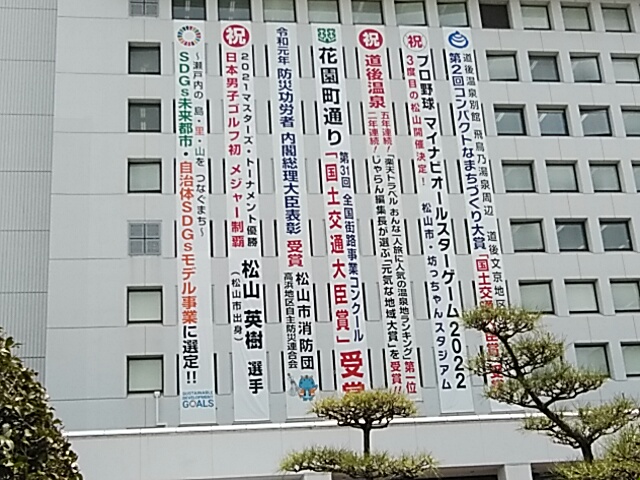 第2回コンパクトなまちづくり大賞「国土交通大臣賞」受
道後温泉別館 飛鳥乃湯泉周辺 道後文京地区
祝
プロ野球 マイナビオールスターゲーム2022
3度目の松山開催決定!
松山市・坊っちゃんスタジアム
祝
道後温泉
五年連続!「楽天トラベル おんな一人旅に人気の温泉地ランキング」第一位
二年連続!「じゃらん編集長が選ぶ「元気な地域大賞」を受賞!!
花園町通り
第31回 全国街路事業コンクール
「国土交通大臣賞」受賞
令和元年 防災功労者 内閣総理大臣表彰 受賞
松山市消防団
高浜地区自主防災連合会
祝
2021マスターズ・トーナメント優勝
日本男子ゴルフ初 メジャー制覇
松山 英樹 選手
(松山市出身)
~瀬戸内の 島・里・山を つなぐまち~
SDGs未来都市・自治体SDGsモデル事業に選定!!
SUSTAINABLE
DEVELOPMENT
GOALS